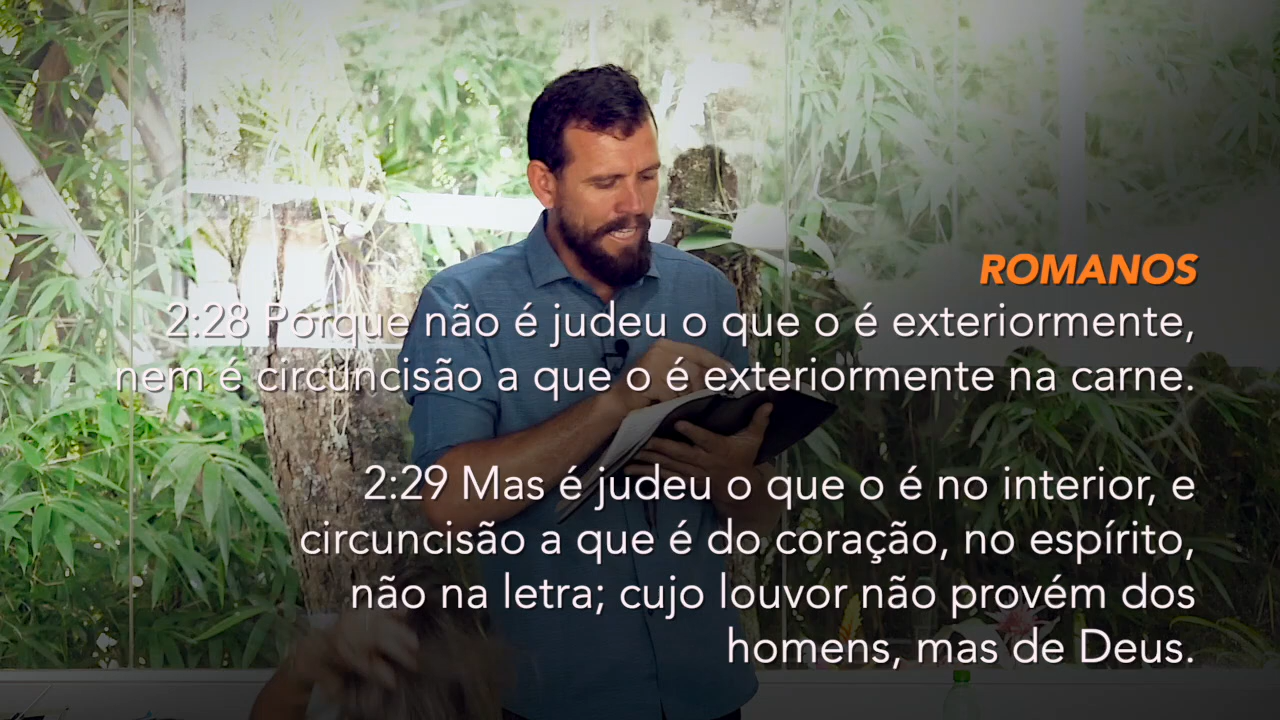 ROMANOS
2:28 Porque não é judeu o que o é exteriormente,
nem é circuncisão a que o é exteriormente na carne.
2:29 Mas é judeu o que o é no interior, e
circuncisão a que é do coração, no espírito,
não na letra; cujo louvor não provém dos
homens, mas de Deus.